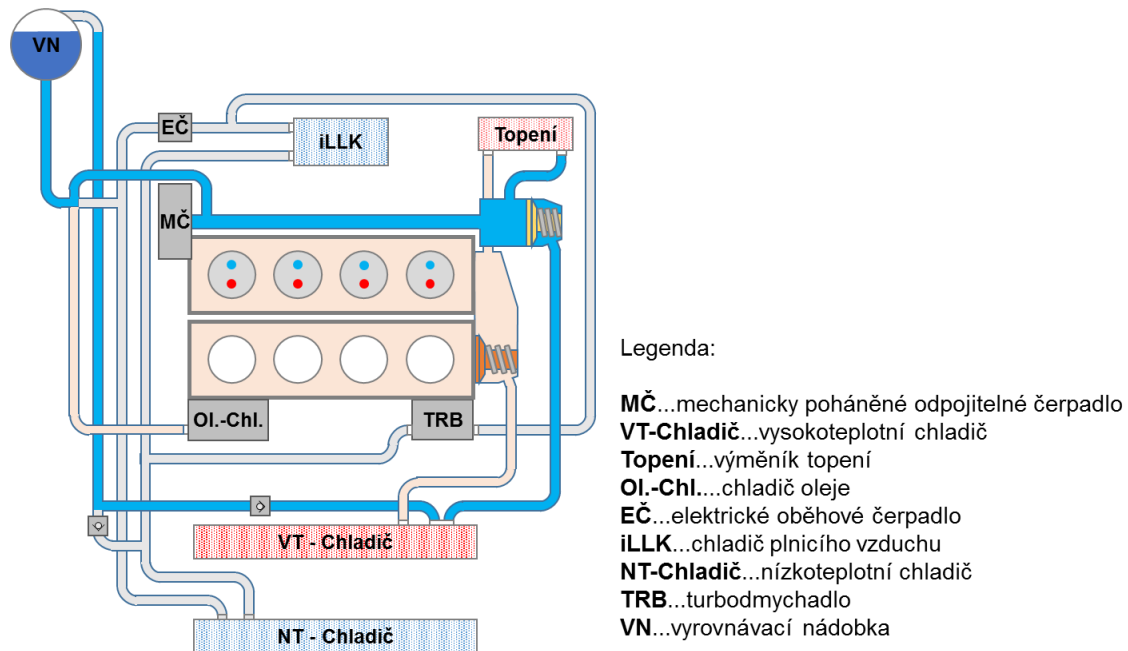 VN
EČ
iLLK
Topení
MČ
Ol.-Chl.
TRB
VT - Chladič
NT - Chladič
Legenda:
MČ...mechanicky poháněné odpojitelné čerpadlo
VT-Chladič...vysokoteplotní chladič
Topení...výměník topení
Ol.-Chl....chladič oleje
EČ...elektrické oběhové čerpadlo
iLLK...chladič plnicího vzduchu
NT-Chladič...nízkoteplotní chladič
TRB...turbodmychadlo
VN...vyrovnávací nádobka